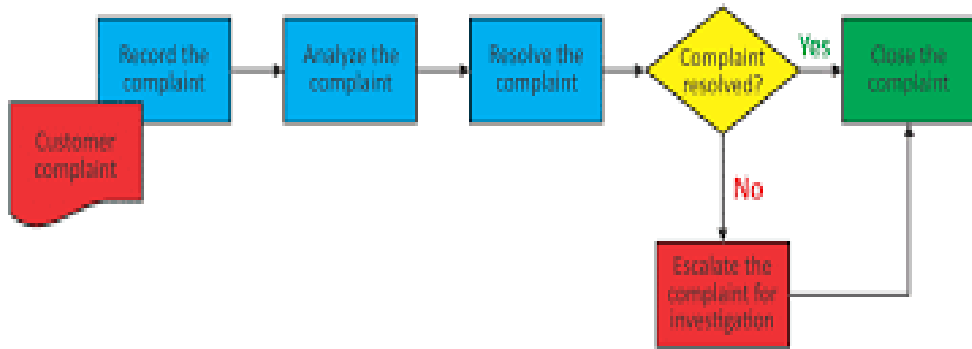 Record the
complaint
Analyze the
complaint
Resolve the
complaint
Complaint
resolved?
Yes
Close the
complaint
Customer
complaint
No
Escalate the
complaint for
investigation